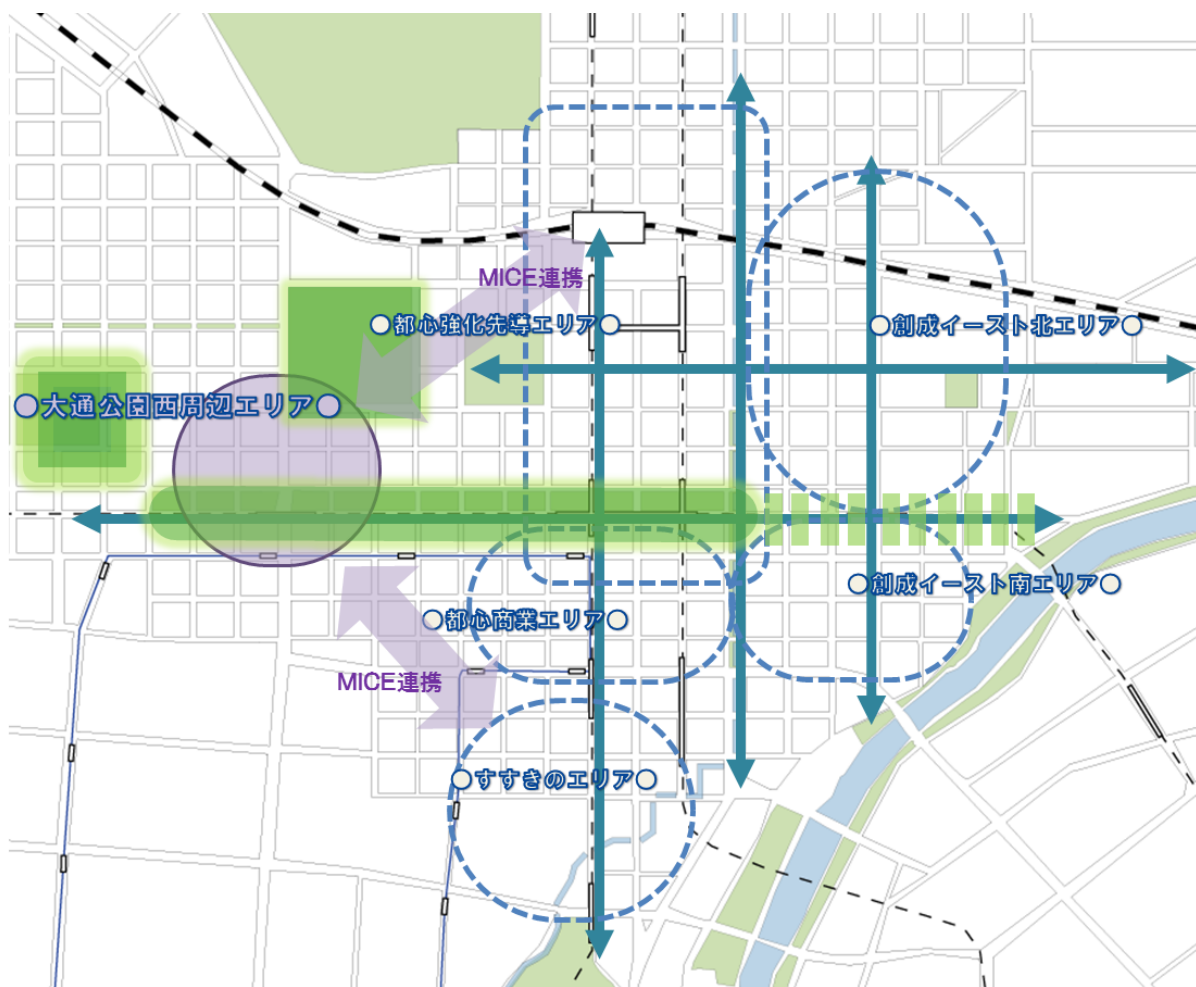 MICE連携
○都心強化先導エリア○
○創成イースト北エリア○
○大通公園西周辺エリア○
○創成イースト南エリア○
○都心商業エリア○
MICE連携
○すすきのエリア○